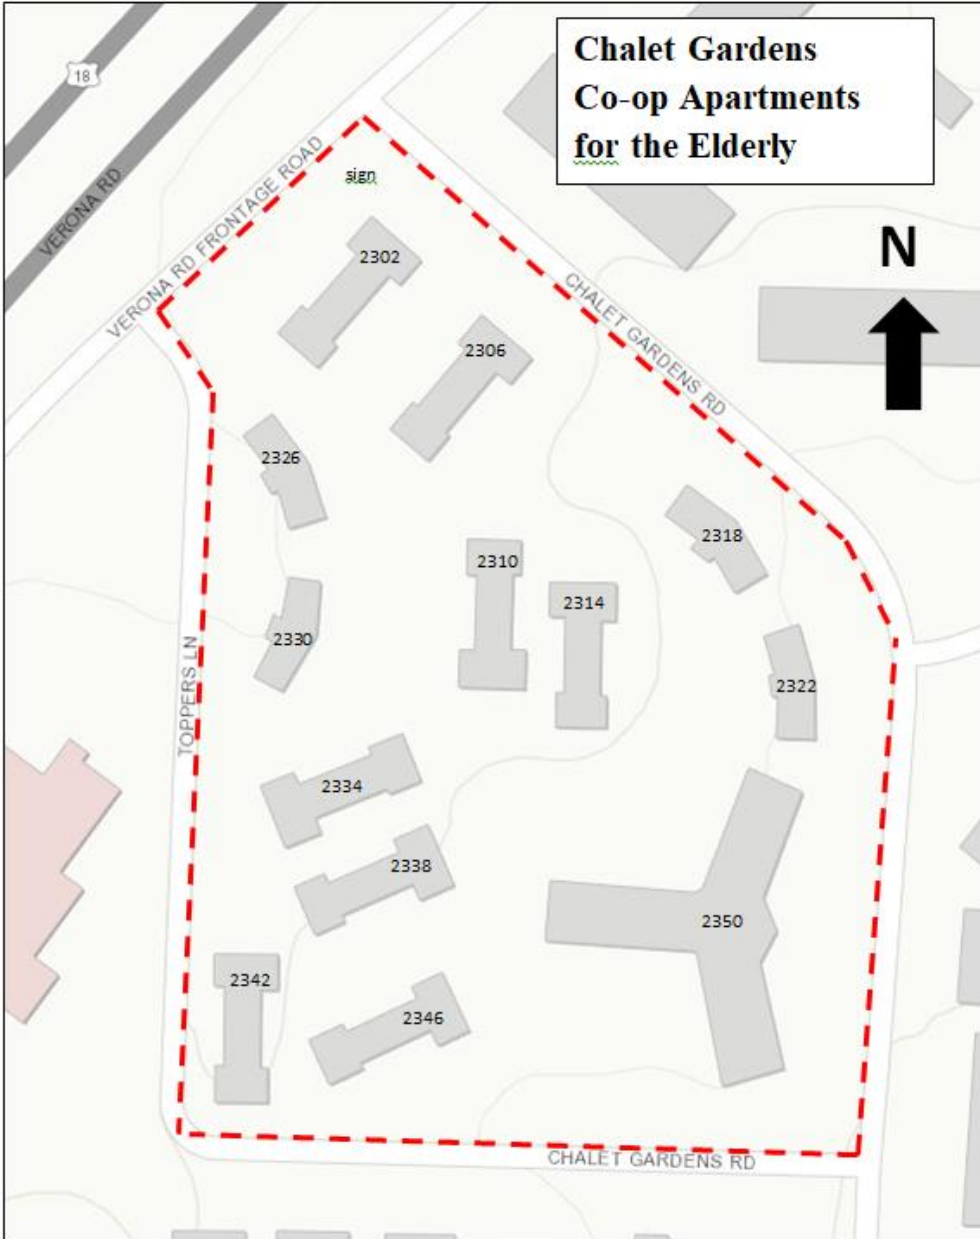 Chalet Gardens
Co-op Apartments
for the Elderly
18
VERONA RD
VERONA RD FRONTAGE ROAD
sign
2302
N
CHALET GARDENS RD
2306
2326
2318
2310
2314
2330
TOPPERS LN
2322
2334
2338
2350
2342
2346
CHALET GARDENS RD